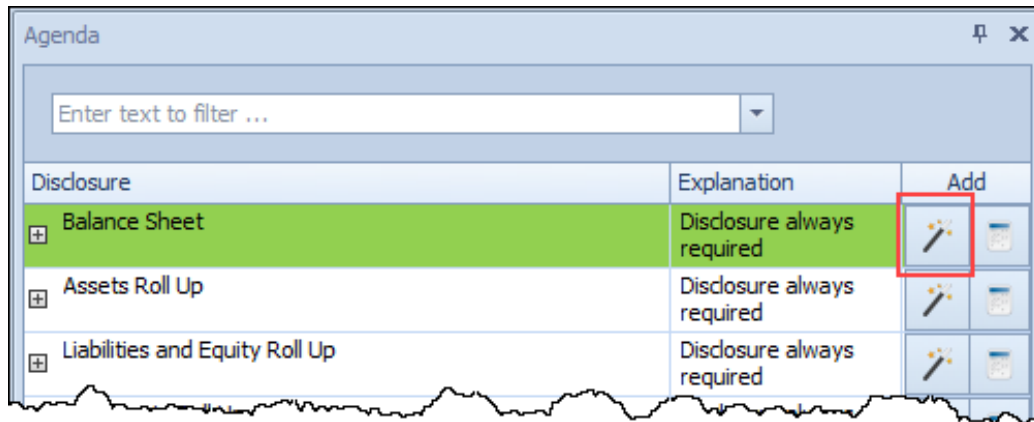 Agenda
Enter text to filter ...
Disclosure Explanation Add
Balance Sheet Disclosure always
required
Assets Roll Up Disclosure always
required
Liabilities and Equity Roll Up Disclosure always
required